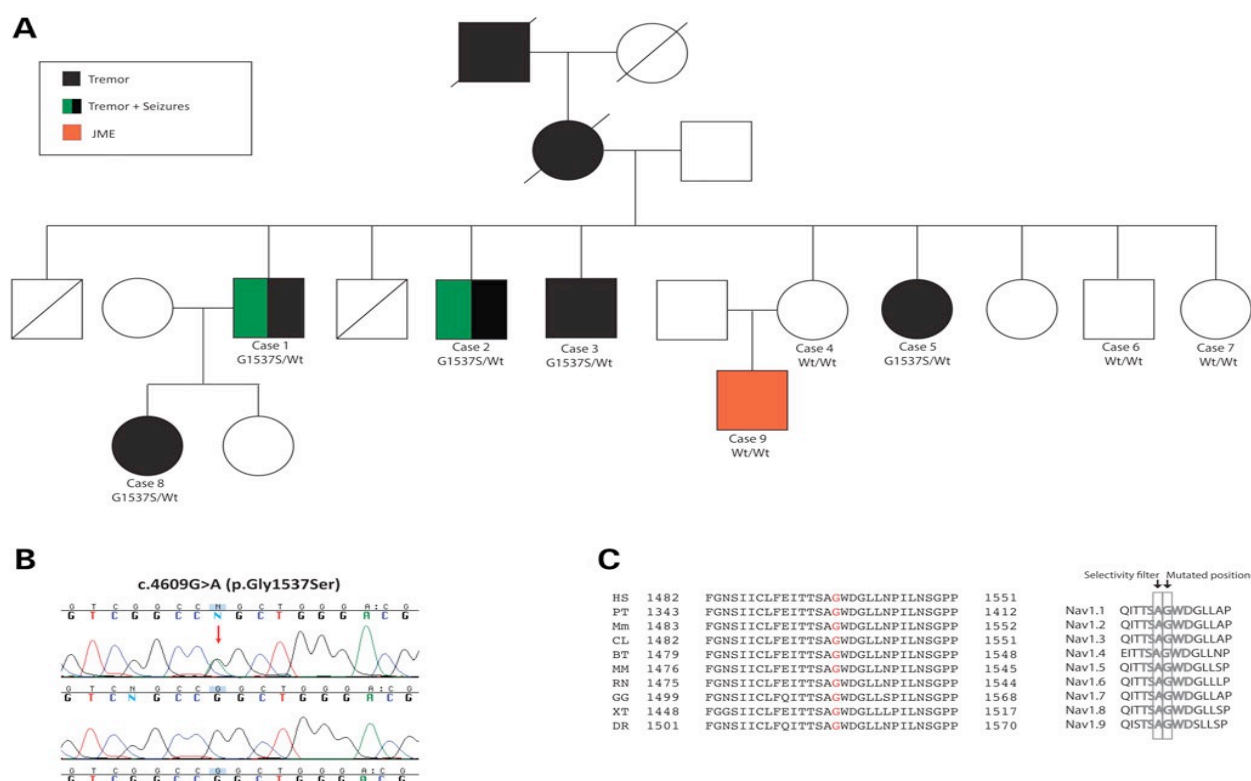 A
Tremor
Tremor + Seizures
JME
Case 1
G1537S/Wt
Case 2
G1537S/Wt
Case 3
G1537S/Wt
Case 4
Wt/Wt
Case 5
G1537S/Wt
Case 6
Wt/Wt
Case 7
Wt/Wt
Case 8
G1537S/Wt
Case 9
Wt/Wt
B
c.4609G>A (p.Gly1537Ser)
G T C G G C C N G C T G G G A : C G
G T C G G C C N G C T G G G A C G
G T C N G C C G G C T G G G A : C G
G T C N G C C G G C T G G G A C G
G T C G G C C G G C T G G G A : C G
G T C G G C C G G C T G G G A C G
C
HS 1482 FGNSIICLFEITTSAGWDGLLNPILNSGPP 1551
PT 1343 FGNSIICLFEITTSAGWDGLLNPILNSGPP 1412
Mm 1483 FGNSIICLFEITTSAGWDGLLNPILNSGPP 1552
CL 1482 FGNSIICLFEITTSAGWDGLLNPILNSGPP 1551
BT 1479 FGNSIICLFEITTSAGWDGLLNPILNSGPP 1548
MM 1476 FGNSIICLFEITTSAGWDGLLNPILNSGPP 1545
RN 1475 FGNSIICLFEITTSAGWDGLLNPILNSGPP 1544
GG 1499 FGNSIICLFQITTSAGWDGLLSPILNSGPP 1568
XT 1448 FGGSIICLFEITTSAGWDGLLLPILNSGPP 1517
DR 1501 FGNSIICLFQITTSAGWDGLLNPILNSGPP 1570
Selectivity filter Mutated position
Nav1.1 QITTSAGWDGLLAP
Nav1.2 QITTSAGWDGLLAP
Nav1.3 QITTSAGWDGLLAP
Nav1.4 EITTSAGWDGLLNP
Nav1.5 QITTSAGWDGLLSP
Nav1.6 QITTSAGWDGLLLP
Nav1.7 QITTSAGWDGLLAP
Nav1.8 QITTSAGWDGLLSP
Nav1.9 QISTSAGWDSLLSP